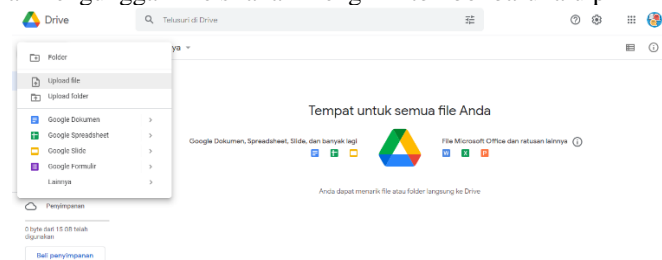 Drive
Telusuri di Drive
ya
Folder
Upload file
Upload folder
Google Dokumen
Google Spreadsheet
Google Slide
Google Formulir
Lainnya
Tempat untuk semua file Anda
Google Dokumen, Spreadsheet, Slide, dan banyak lagi
File Microsoft Office dan ratusan lainnya
W X P
Anda dapat menarik file atau folder langsung ke Drive
Penyimpanan
0 byte dari 15 GB telah
digunakan
Beli penyimpanan